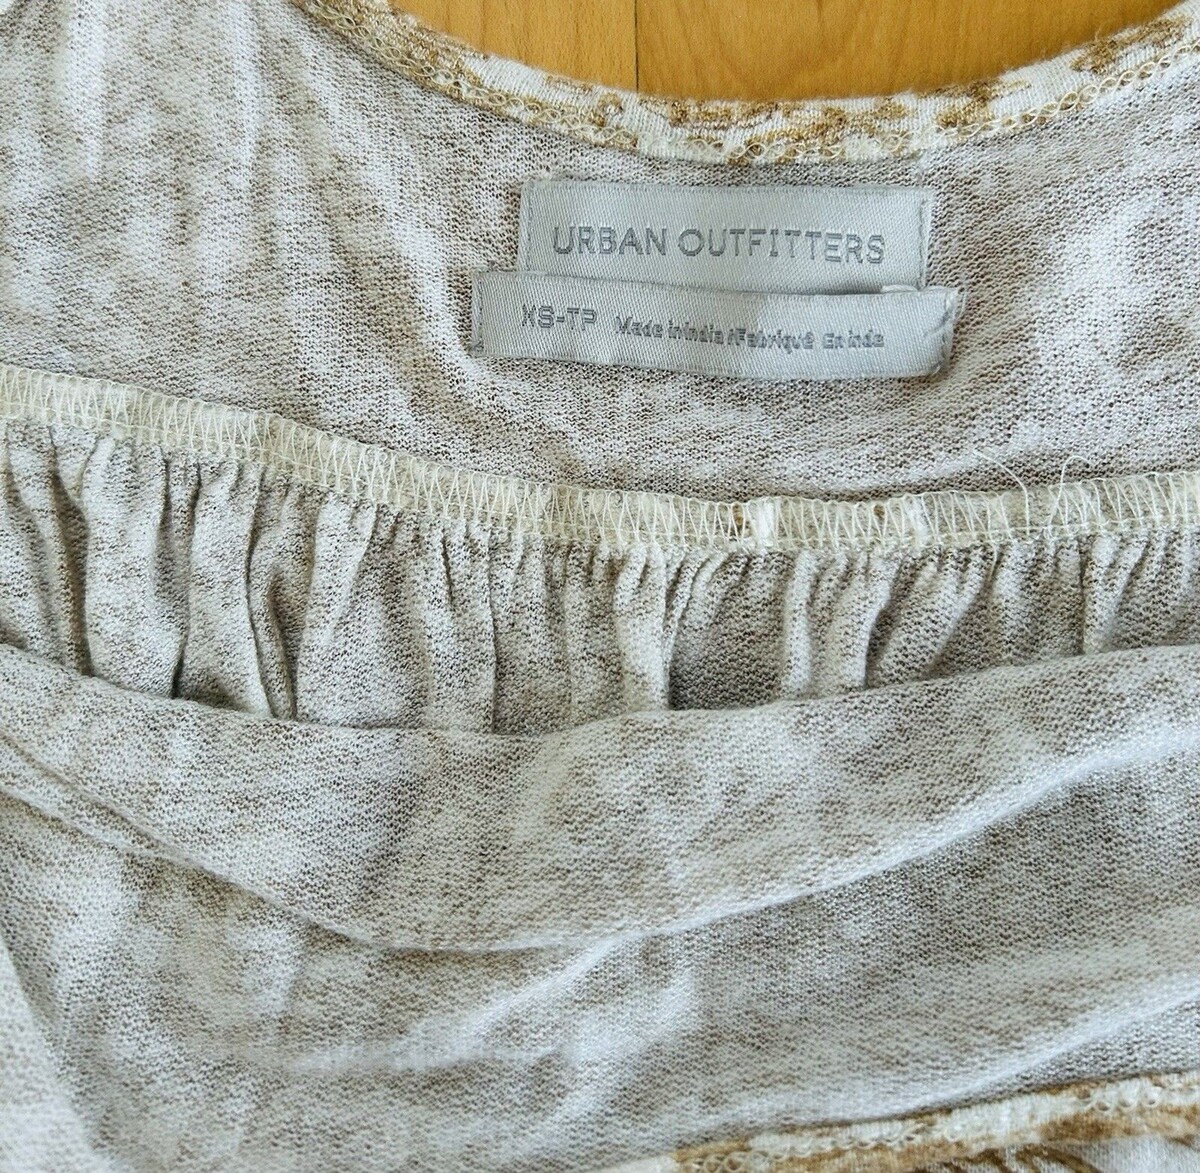 URBAN OUTFITTERS
XS-TP Made in India / Fabriqué En Inde